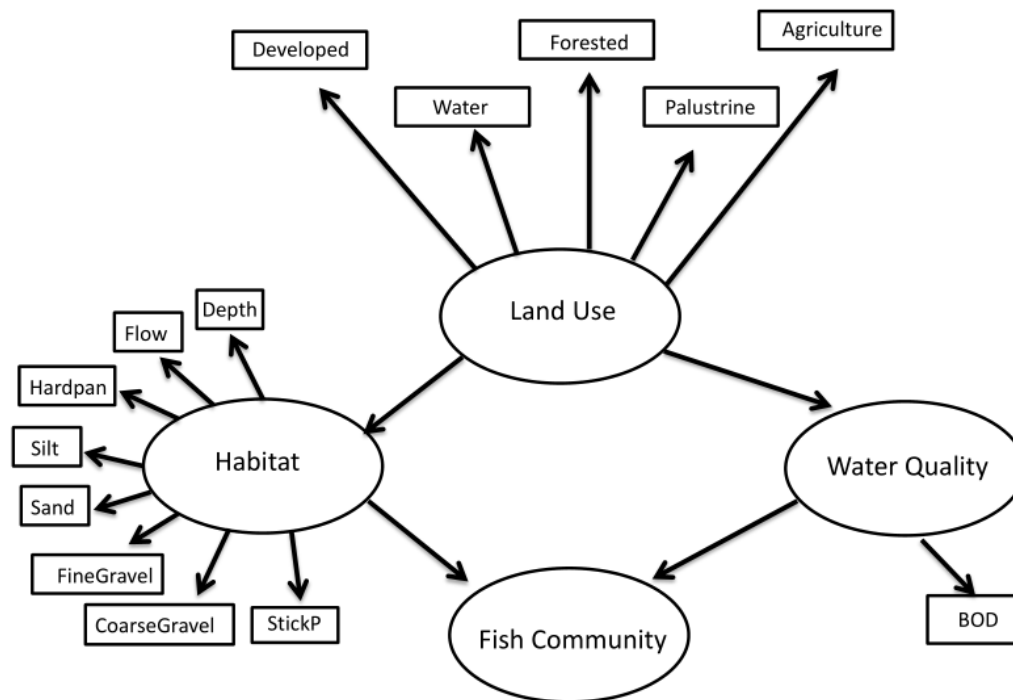 Developed
Forested
Agriculture
Water
Palustrine
Land Use
Depth
Flow
Hardpan
Silt
Sand
FineGravel
CoarseGravel
StickP
Habitat
Water Quality
Fish Community
BOD